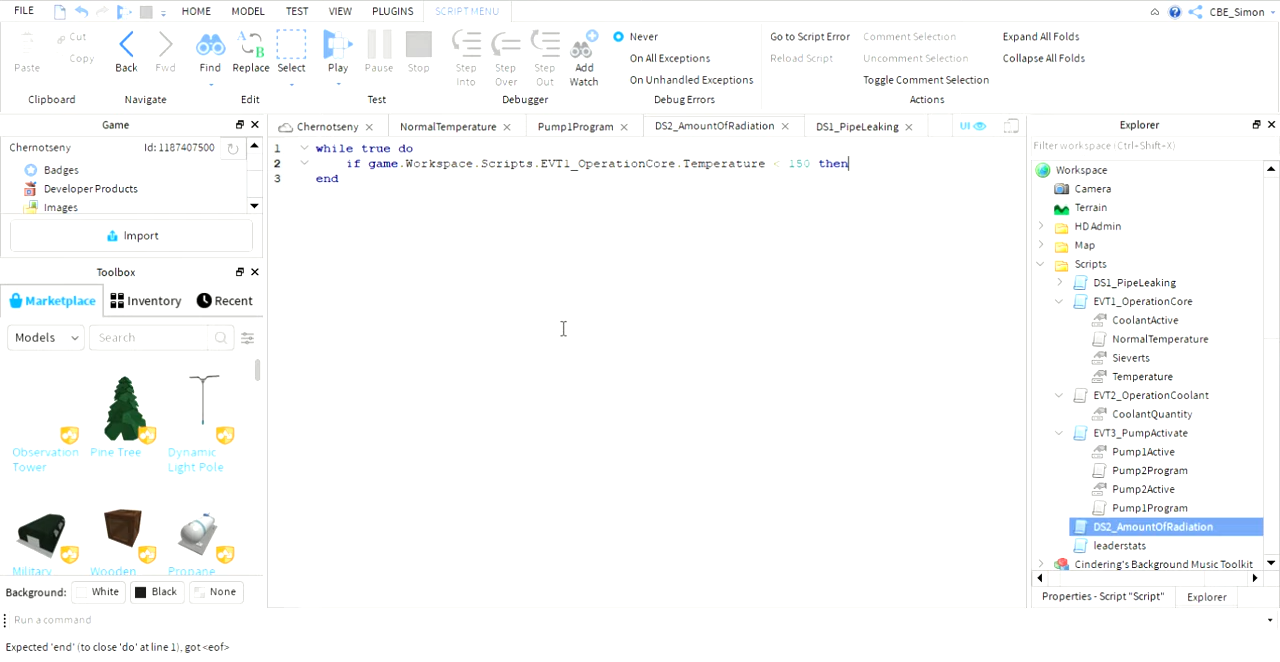 FILE HOME MODEL TEST VIEW PLUGINS SCRIPT MENU CBE_Simon
Paste Cut Copy Back Fwd Find Replace Select Play Pause Stop Step Into Step Over Step Out Add Watch
Never
On All Exceptions
On Unhandled Exceptions
Go to Script Error Comment Selection Expand All Folds
Reload Script Uncomment Selection Collapse All Folds
Toggle Comment Selection
Clipboard Navigate Edit Test Debugger Debug Errors Actions
Game
Chernotseny Id: 1187407500
Badges
Developer Products
Images
Import
Toolbox
Marketplace Inventory Recent
Models Search
Observation Tower
Pine Tree
Dynamic Light Pole
Military
Wooden
Propane
Background: White Black None
Chernotseny NormalTemperature Pump1Program DS2_AmountOfRadiation DS1_PipeLeaking UI
1 while true do
2 if game.Workspace.Scripts.EVT1_OperationCore.Temperature < 150 then
3 end
Explorer
Filter workspace (Ctrl+Shift+X)
Workspace
Camera
Terrain
HD Admin
Map
Scripts
DS1_PipeLeaking
EVT1_OperationCore
CoolantActive
NormalTemperature
Sieverts
Temperature
EVT2_OperationCoolant
CoolantQuantity
EVT3_PumpActivate
Pump1Active
Pump2Program
Pump2Active
Pump1Program
DS2_AmountOfRadiation
leaderstats
Cindering's Background Music Toolkit
Properties - Script "Script" Explorer
Run a command
Expected 'end' (to close 'do' at line 1), got <eof>